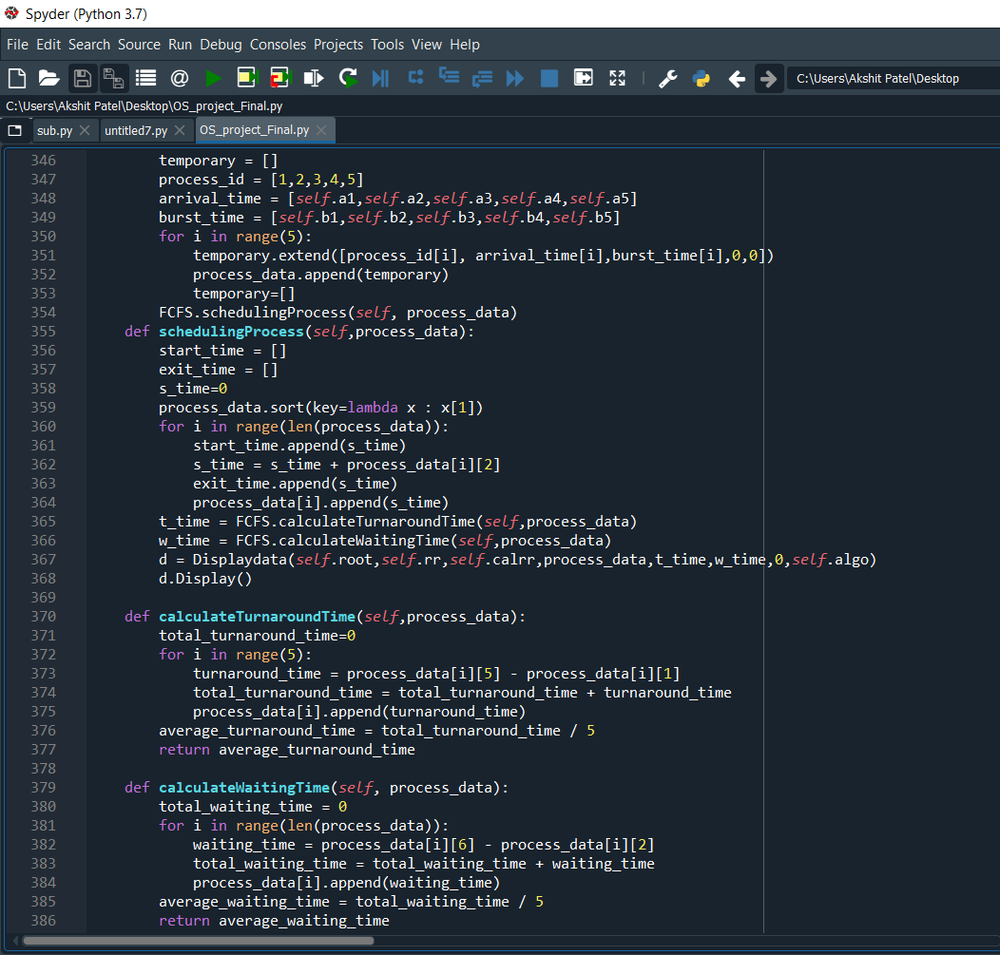 Spyder (Python 3.7)
File Edit Search Source Run Debug Consoles Projects Tools View Help
C:\Users\Akshit Patel\Desktop
C:\Users\Akshit Patel\Desktop\OS_project_Final.py
sub.py untitled7.py OS_project_Final.py
346 temporary = []
347 process_id = [1,2,3,4,5]
348 arrival_time = [self.a1,self.a2,self.a3,self.a4,self.a5]
349 burst_time = [self.b1,self.b2,self.b3,self.b4,self.b5]
350 for i in range(5):
351 temporary.extend([process_id[i], arrival_time[i],burst_time[i],0,0])
352 process_data.append(temporary)
353 temporary=[]
354 FCFS.schedulingProcess(self, process_data)
355 def schedulingProcess(self,process_data):
356 start_time = []
357 exit_time = []
358 s_time=0
359 process_data.sort(key=lambda x : x[1])
360 for i in range(len(process_data)):
361 start_time.append(s_time)
362 s_time = s_time + process_data[i][2]
363 exit_time.append(s_time)
364 process_data[i].append(s_time)
365 t_time = FCFS.calculateTurnaroundTime(self,process_data)
366 w_time = FCFS.calculateWaitingTime(self,process_data)
367 d = Displaydata(self.root,self.rr,self.calrr,process_data,t_time,w_time,0,self.algo)
368 d.Display()
369
370 def calculateTurnaroundTime(self,process_data):
371 total_turnaround_time=0
372 for i in range(5):
373 turnaround_time = process_data[i][5] - process_data[i][1]
374 total_turnaround_time = total_turnaround_time + turnaround_time
375 process_data[i].append(turnaround_time)
376 average_turnaround_time = total_turnaround_time / 5
377 return average_turnaround_time
378
379 def calculateWaitingTime(self, process_data):
380 total_waiting_time = 0
381 for i in range(len(process_data)):
382 waiting_time = process_data[i][6] - process_data[i][2]
383 total_waiting_time = total_waiting_time + waiting_time
384 process_data[i].append(waiting_time)
385 average_waiting_time = total_waiting_time / 5
386 return average_waiting_time